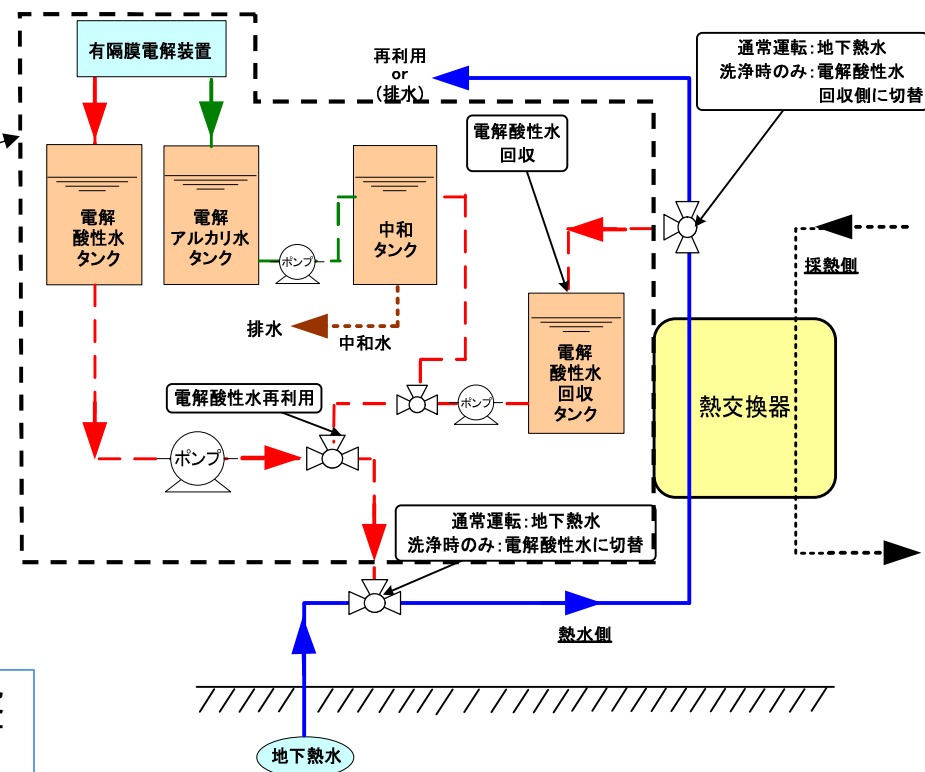 有隔膜電解装置
再利用
or
(排水)
通常運転:地下熱水
洗浄時のみ:電解酸性水
回収側に切替
電解酸性水
回収
電解
酸性水
タンク
電解
アルカリ水
タンク
ポンプ
中和
タンク
採熱側
排水
中和水
電解
酸性水
回収
タンク
熱交換器
電解酸性水再利用
ポンプ
ポンプ
通常運転:地下熱水
洗浄時のみ:電解酸性水に切替
熱水側
地下熱水